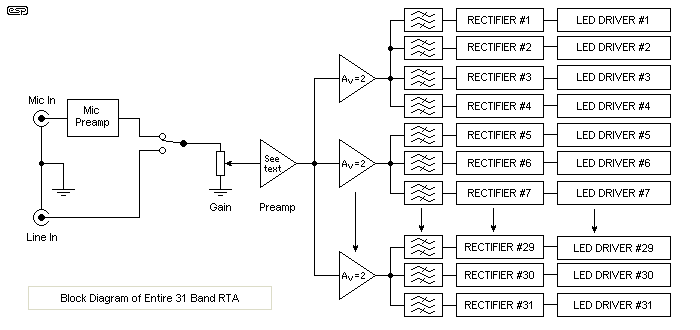 esp
Mic In
Mic
Preamp
Line In
Gain
See
text
Preamp
Av=2
Av=2
Av=2
RECTIFIER #1
LED DRIVER #1
RECTIFIER #2
LED DRIVER #2
RECTIFIER #3
LED DRIVER #3
RECTIFIER #4
LED DRIVER #4
RECTIFIER #5
LED DRIVER #5
RECTIFIER #6
LED DRIVER #6
RECTIFIER #7
LED DRIVER #7
RECTIFIER #29
LED DRIVER #29
RECTIFIER #30
LED DRIVER #30
RECTIFIER #31
LED DRIVER #31
Block Diagram of Entire 31 Band RTA